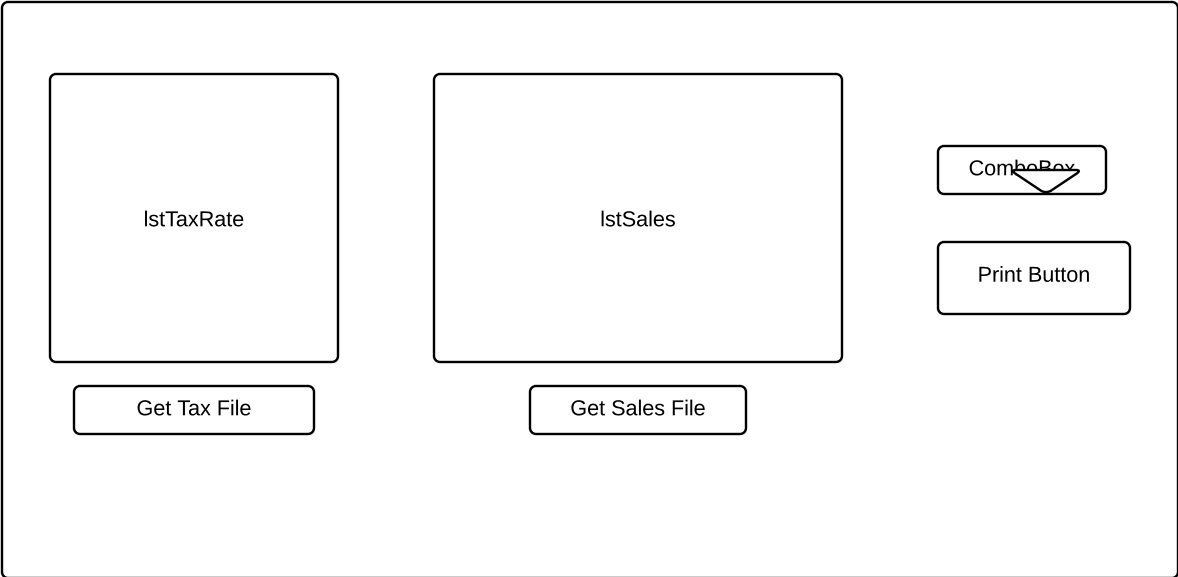 ComboBox
lstTaxRate
lstSales
Print Button
Get Tax File
Get Sales File